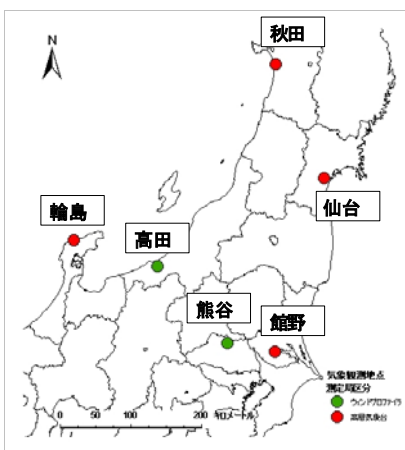 秋田
N
仙台
輪島
高田
熊谷
館野
気象観測地点
測定局区分
ウィンドプロファイラ
高層気象台
0 50 100 200 キロメートル